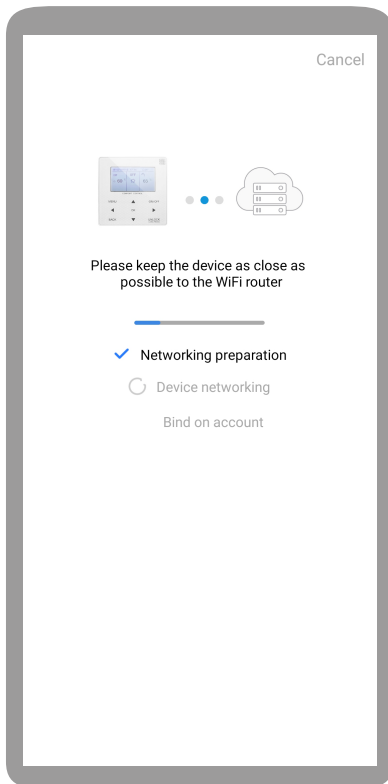 Cancel
Please keep the device as close as
possible to the WiFi router
Networking preparation
Device networking
Bind on account